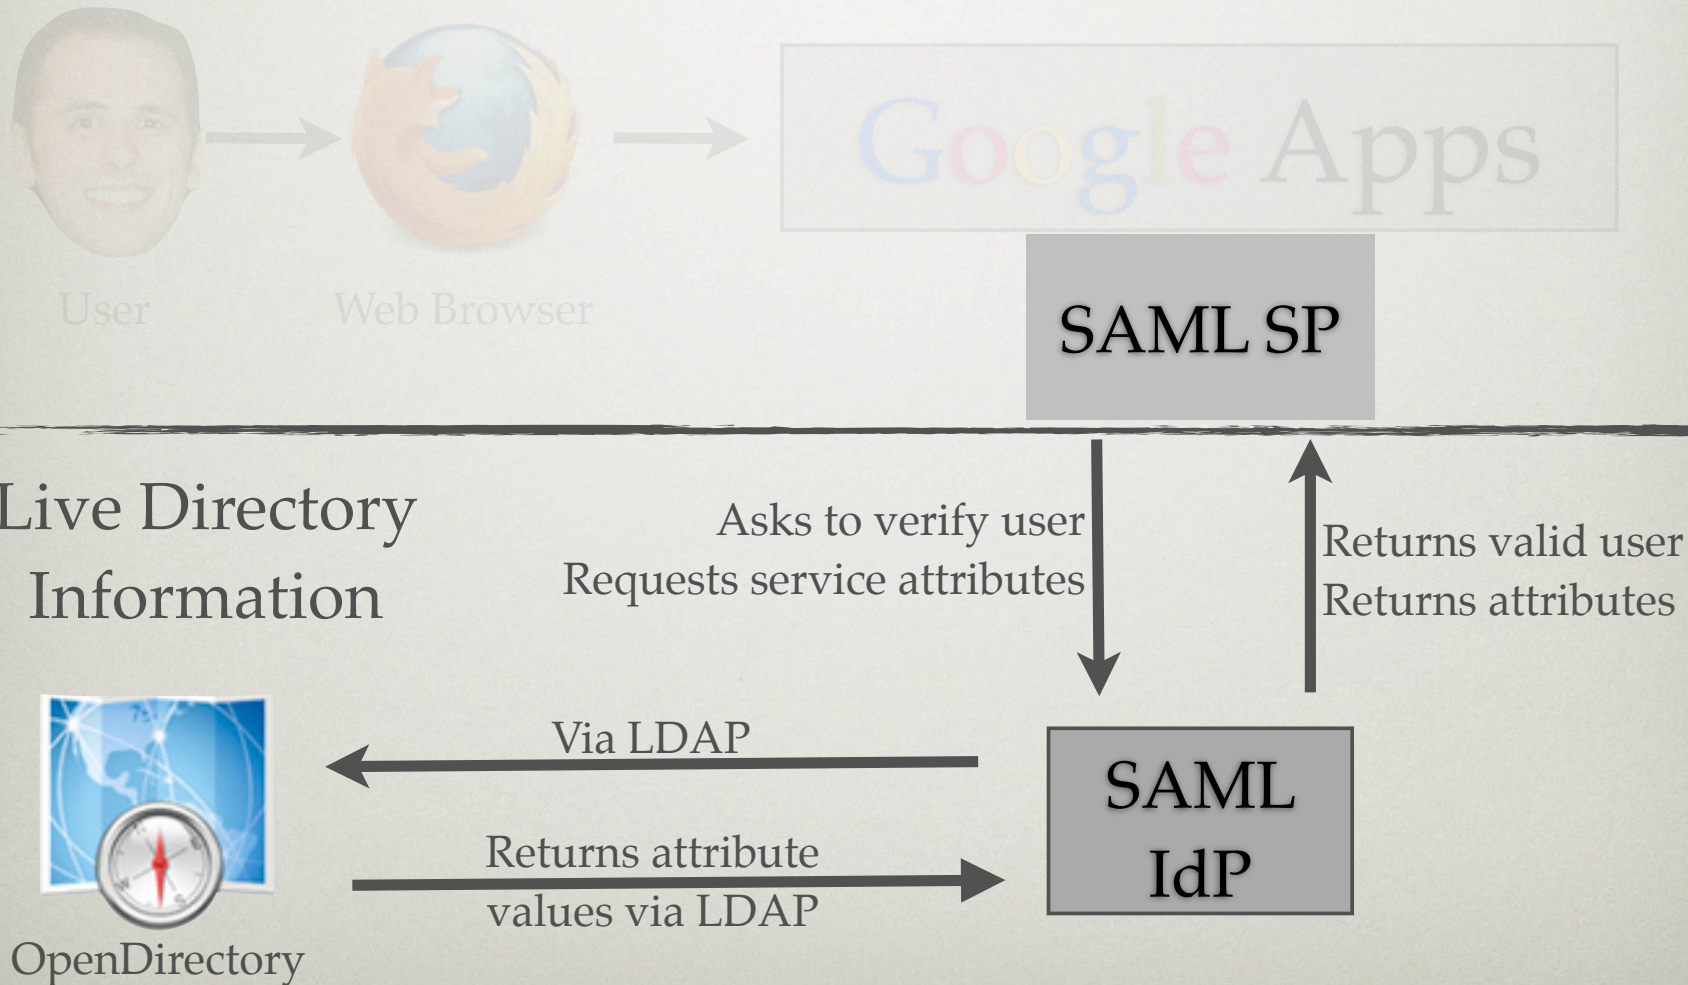 Google Apps
User
Web Browser
SAML SP
Live Directory
Information
Asks to verify user
Requests service attributes
Returns valid user
Returns attributes
Via LDAP
Returns attribute
values via LDAP
SAML
IdP
OpenDirectory